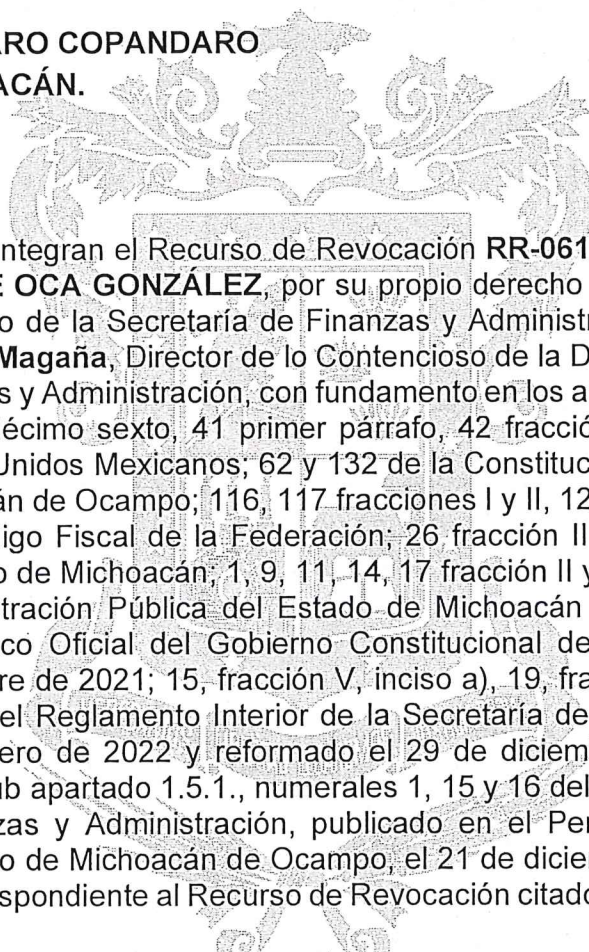 ARO COPANDARO
ACÁN.
ntegran el Recurso de Revocación RR-061
E OCA GONZÁLEZ, por su propio derecho
o de la Secretaría de Finanzas y Administr
Magaña, Director de lo Contencioso de la D
s y Administración, con fundamento en los a
écimo sexto, 41 primer párrafo, 42 fracció
Unidos Mexicanos; 62 y 132 de la Constituc
án de Ocampo; 116, 117 fracciones I y II, 12
digo Fiscal de la Federación; 26 fracción II
o de Michoacán; 1, 9, 11, 14, 17 fracción II y
tración Pública del Estado de Michoacán
co Oficial del Gobierno Constitucional de
re de 2021; 15, fracción V, inciso a), 19, fra
el Reglamento Interior de la Secretaría de
ero de 2022 y reformado el 29 de diciem
ub apartado 1.5.1., numerales 1, 15 y 16 del
zas y Administración, publicado en el Per
o de Michoacán de Ocampo, el 21 de dicier
spondiente al Recurso de Revocación citado